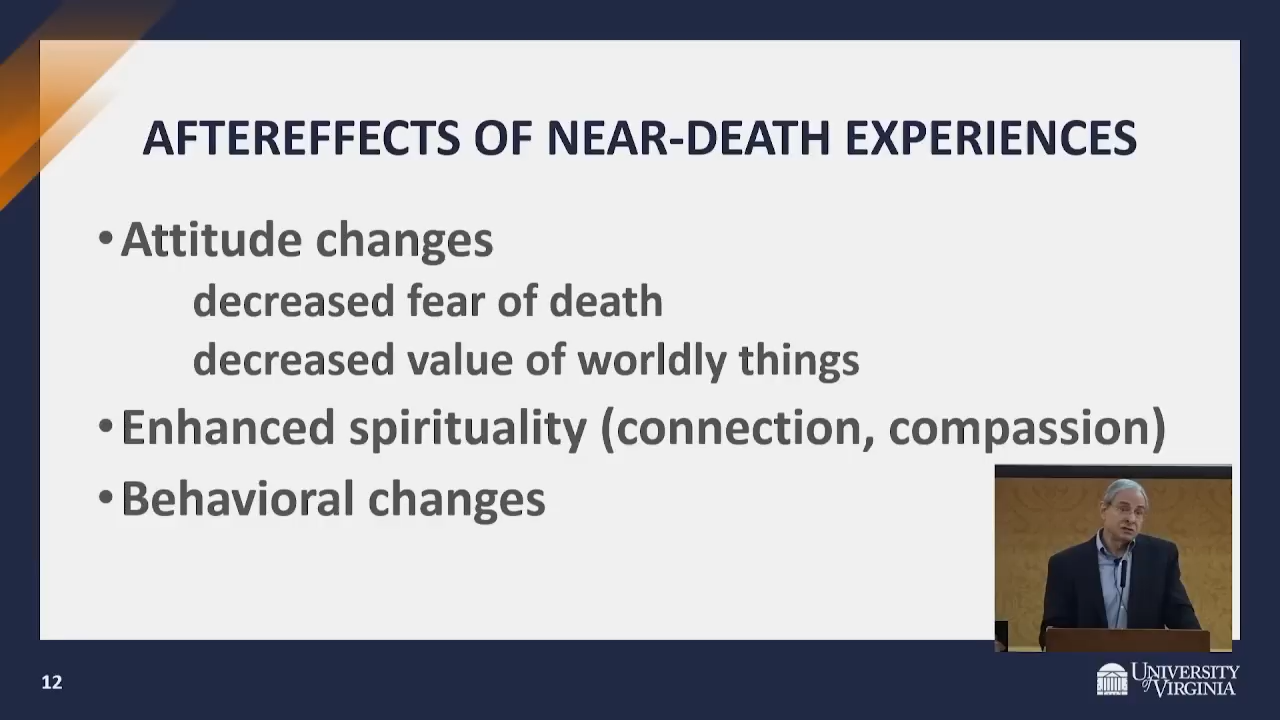 AFTEREFFECTS OF NEAR-DEATH EXPERIENCES
•Attitude changes
decreased fear of death
decreased value of worldly things
•Enhanced spirituality (connection, compassion)
•Behavioral changes
12
UNIVERSITY
of VIRGINIA